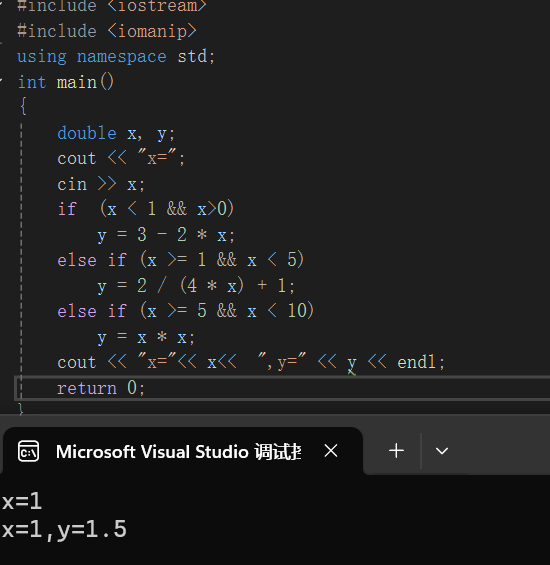 #include <iostream>
#include <iomanip>
using namespace std;
int main()
{
double x, y;
cout << "x=";
cin >> x;
if (x < 1 && x>0)
y = 3 - 2 * x;
else if (x >= 1 && x < 5)
y = 2 / (4 * x) + 1;
else if (x >= 5 && x < 10)
y = x * x;
cout << "x="<< x<< ",y=" << y << endl;
return 0;
}
Microsoft Visual Studio 调试
x=1
x=1,y=1.5